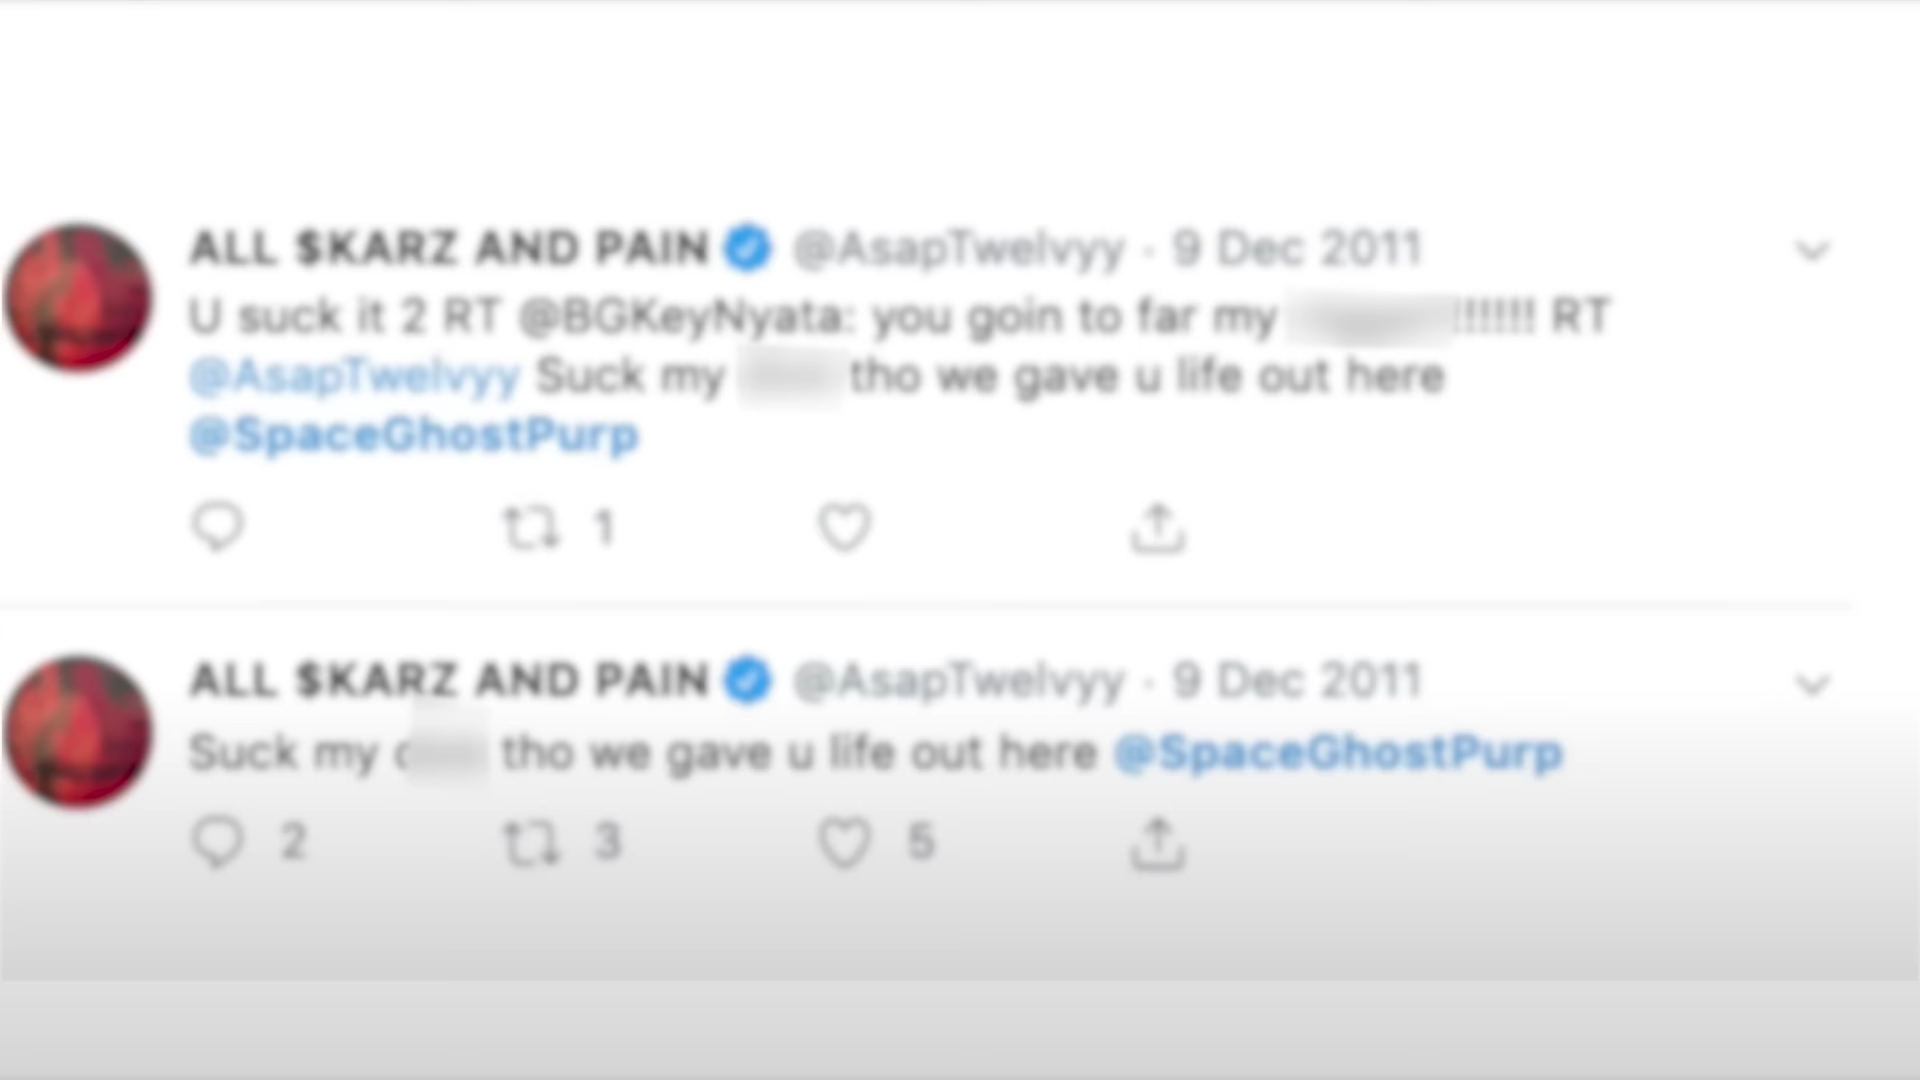 ALL $KARZ AND PAIN @AsapTwelvyy · 9 Dec 2011
U suck it 2 RT @BGKeyNyata: you goin to far my !!!!!! RT
@AsapTwelvyy Suck my tho we gave u life out here
@SpaceGhostPurp
1
ALL $KARZ AND PAIN @AsapTwelvyy · 9 Dec 2011
Suck my tho we gave u life out here @SpaceGhostPurp
2 3 5